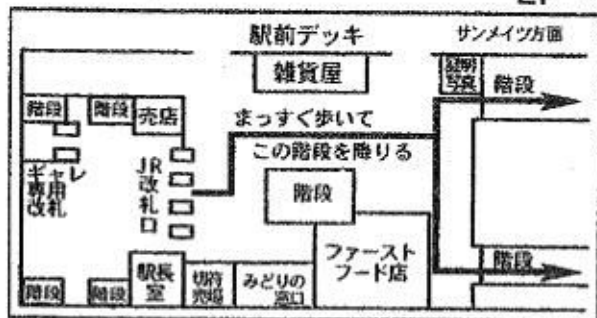 駅前デッキ
サンメイツ方面
雑貨屋
証明
写真
階段
階段
階段
売店
まっすぐ歩いて
この階段を降りる
ギャレ
専用
改札
JR
改札口
階段
ファースト
フード店
階段
階段
階段
駅長
室
切符
売場
みどりの
窓口